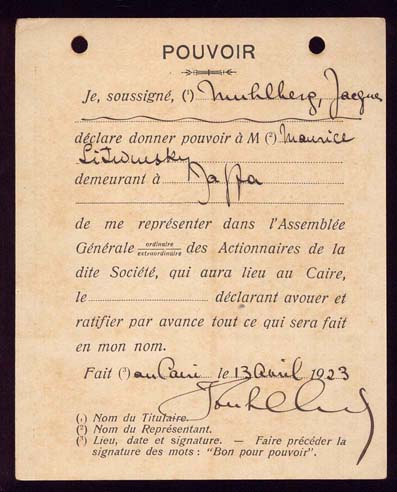 POUVOIR
Je, soussigné, (¹) Muhlberg, Jacques
déclare donner pouvoir à M (²) Maurice
Litwinsky
demeurant à Jaffa
de me représenter dans l'Assemblée
Générale ordinaire extraordinaire des Actionnaires de la
dite Société, qui aura lieu au Caire,
le déclarant avouer et
ratifier par avance tout ce qui sera fait
en mon nom.
Fait (³) au Caire le 13 Avril 1923
(¹) Nom du Titulaire.
(²) Nom du Représentant.
(³) Lieu, date et signature. — Faire précéder la
signature des mots : "Bon pour pouvoir".